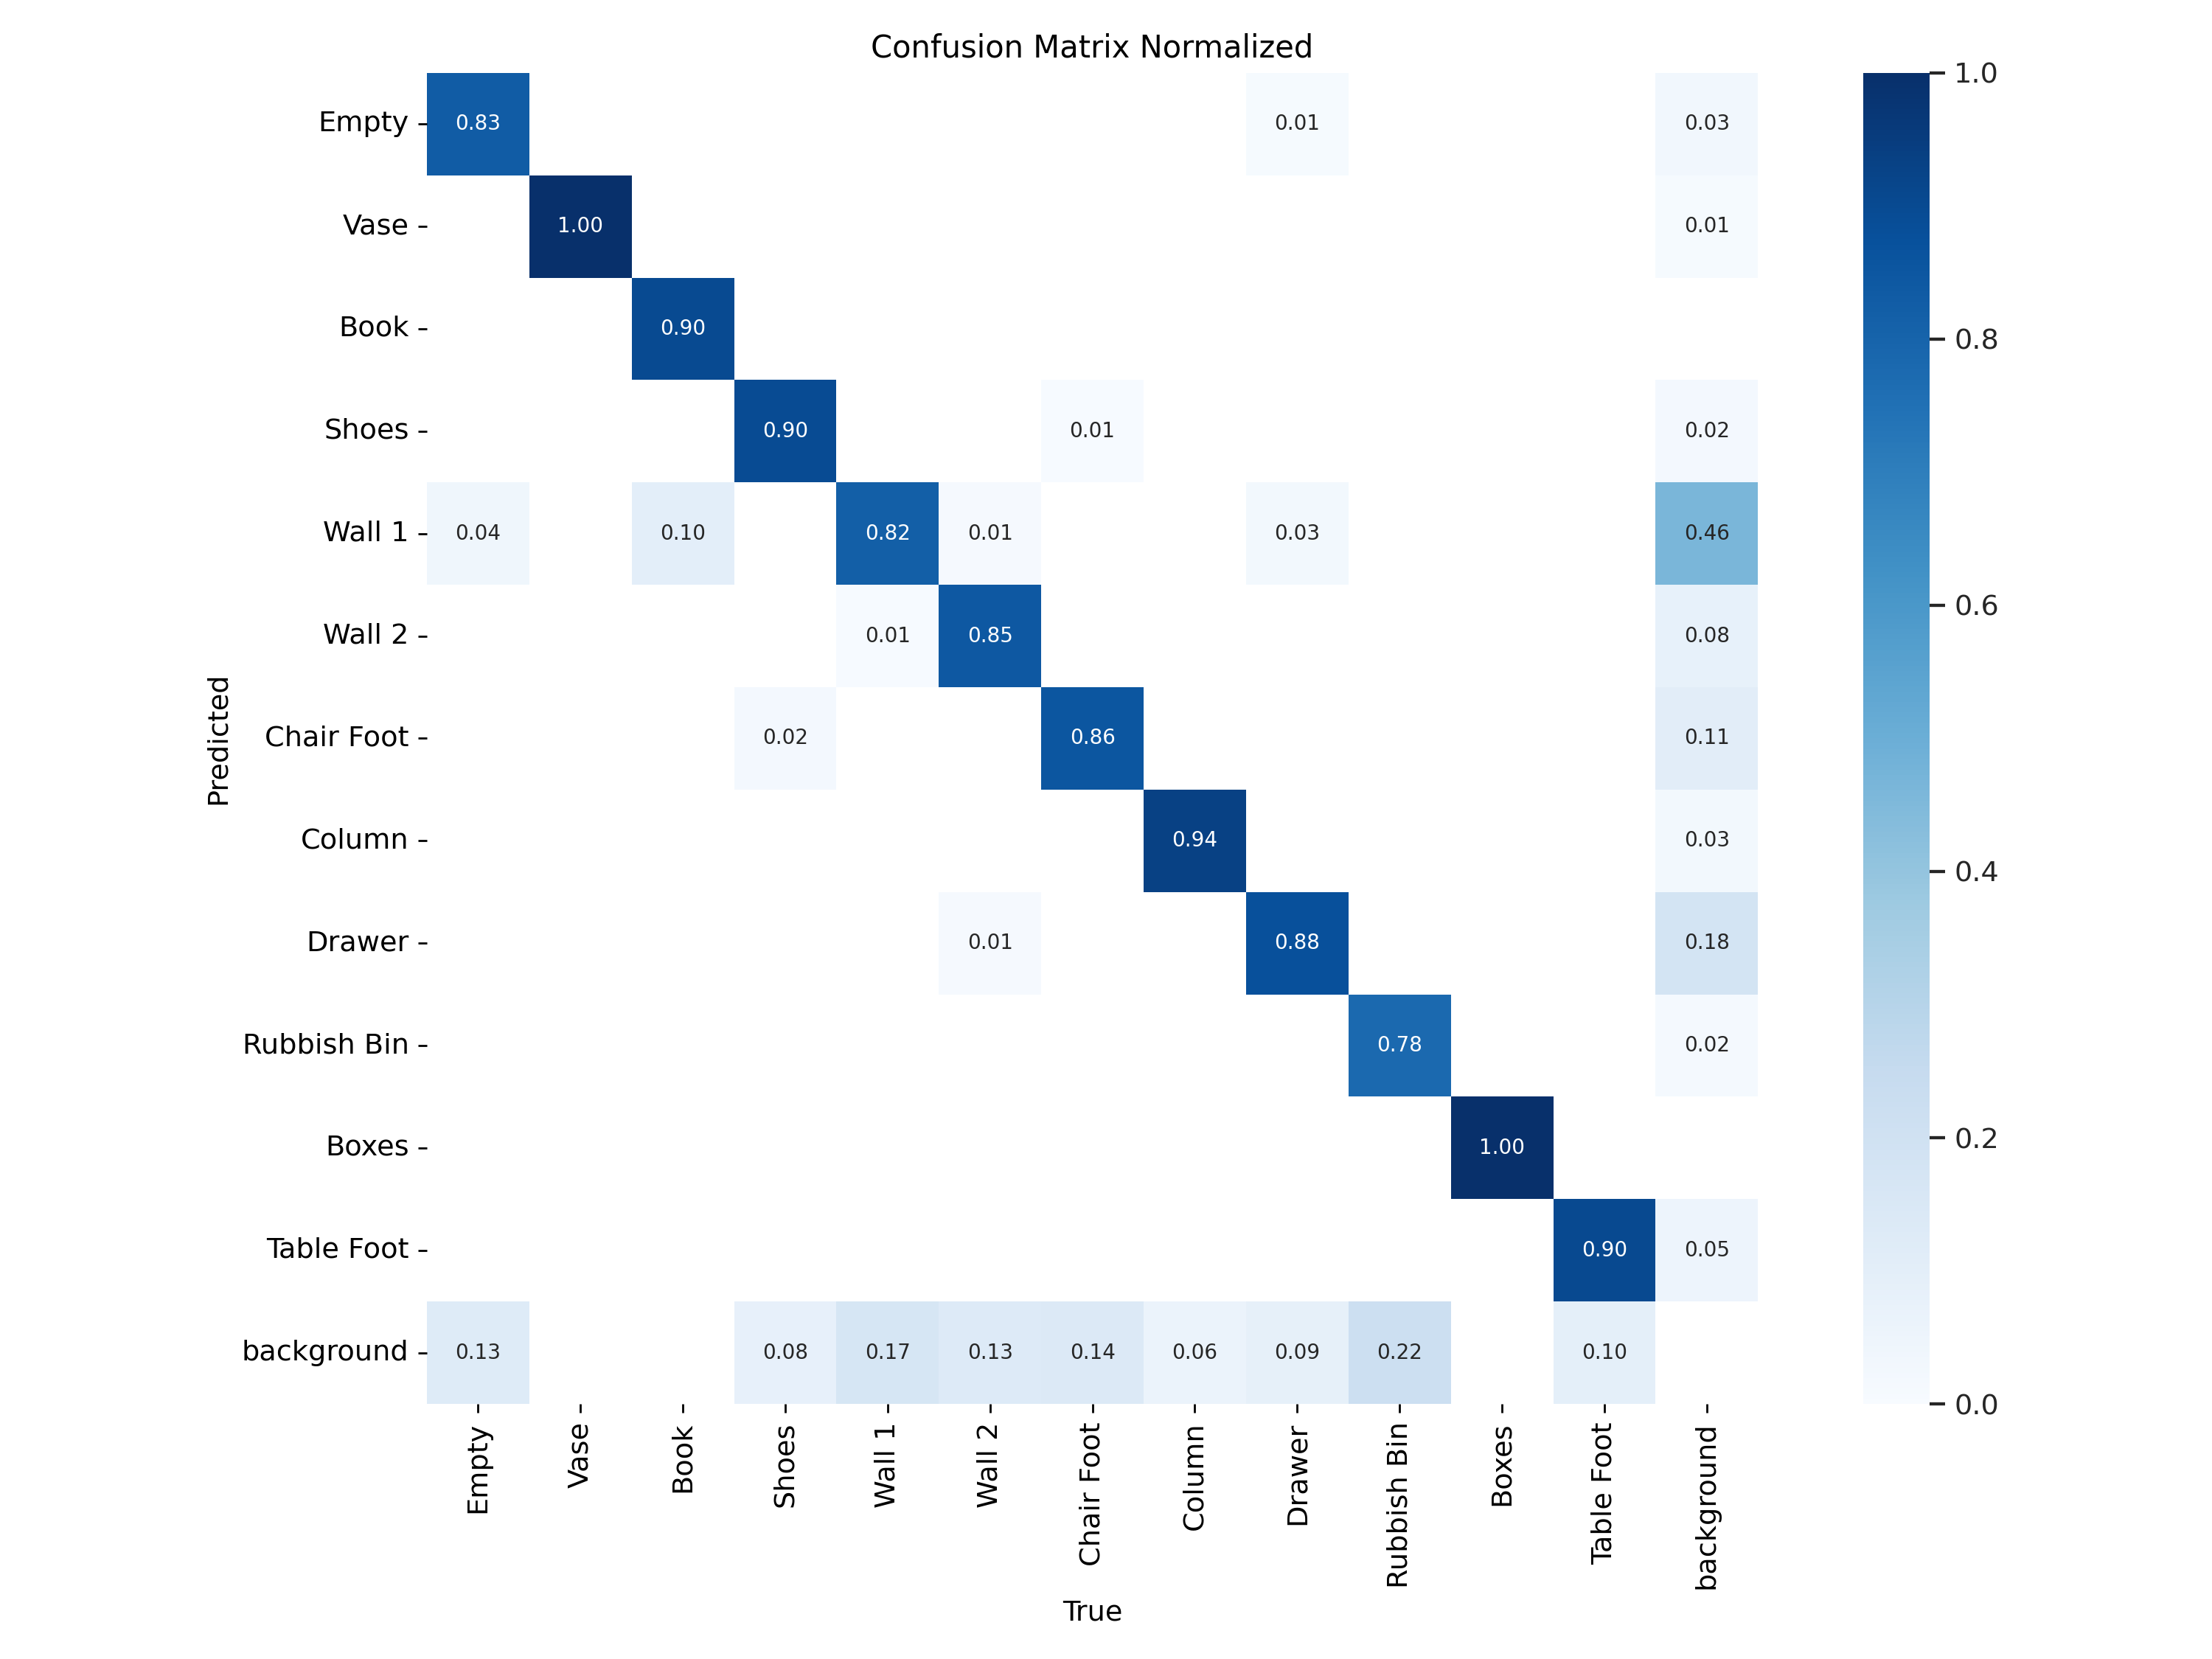 Confusion Matrix Normalized
Empty 0.83 0.01 0.03
Vase 1.00 0.01
Book 0.90
Shoes 0.90 0.01 0.02
Wall 1 0.04 0.10 0.82 0.01 0.03 0.46
Wall 2 0.01 0.85 0.08
Chair Foot 0.02 0.86 0.11
Column 0.94 0.03
Drawer 0.01 0.88 0.18
Rubbish Bin 0.78 0.02
Boxes 1.00
Table Foot 0.90 0.05
background 0.13 0.08 0.17 0.13 0.14 0.06 0.09 0.22 0.10
Predicted
Empty
Vase
Book
Shoes
Wall 1
Wall 2
Chair Foot
Column
Drawer
Rubbish Bin
Boxes
Table Foot
background
True
1.0
0.8
0.6
0.4
0.2
0.0